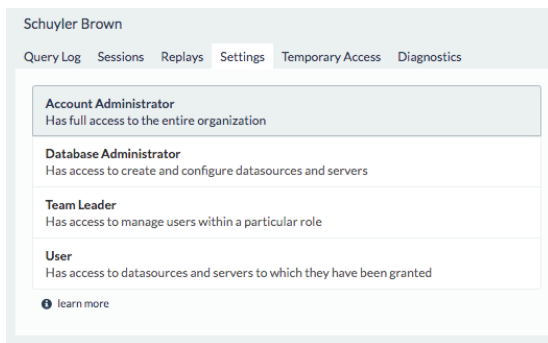 Schuyler Brown
Query Log Sessions Replays Settings Temporary Access Diagnostics
Account Administrator
Has full access to the entire organization
Database Administrator
Has access to create and configure datasources and servers
Team Leader
Has access to manage users within a particular role
User
Has access to datasources and servers to which they have been granted
learn more